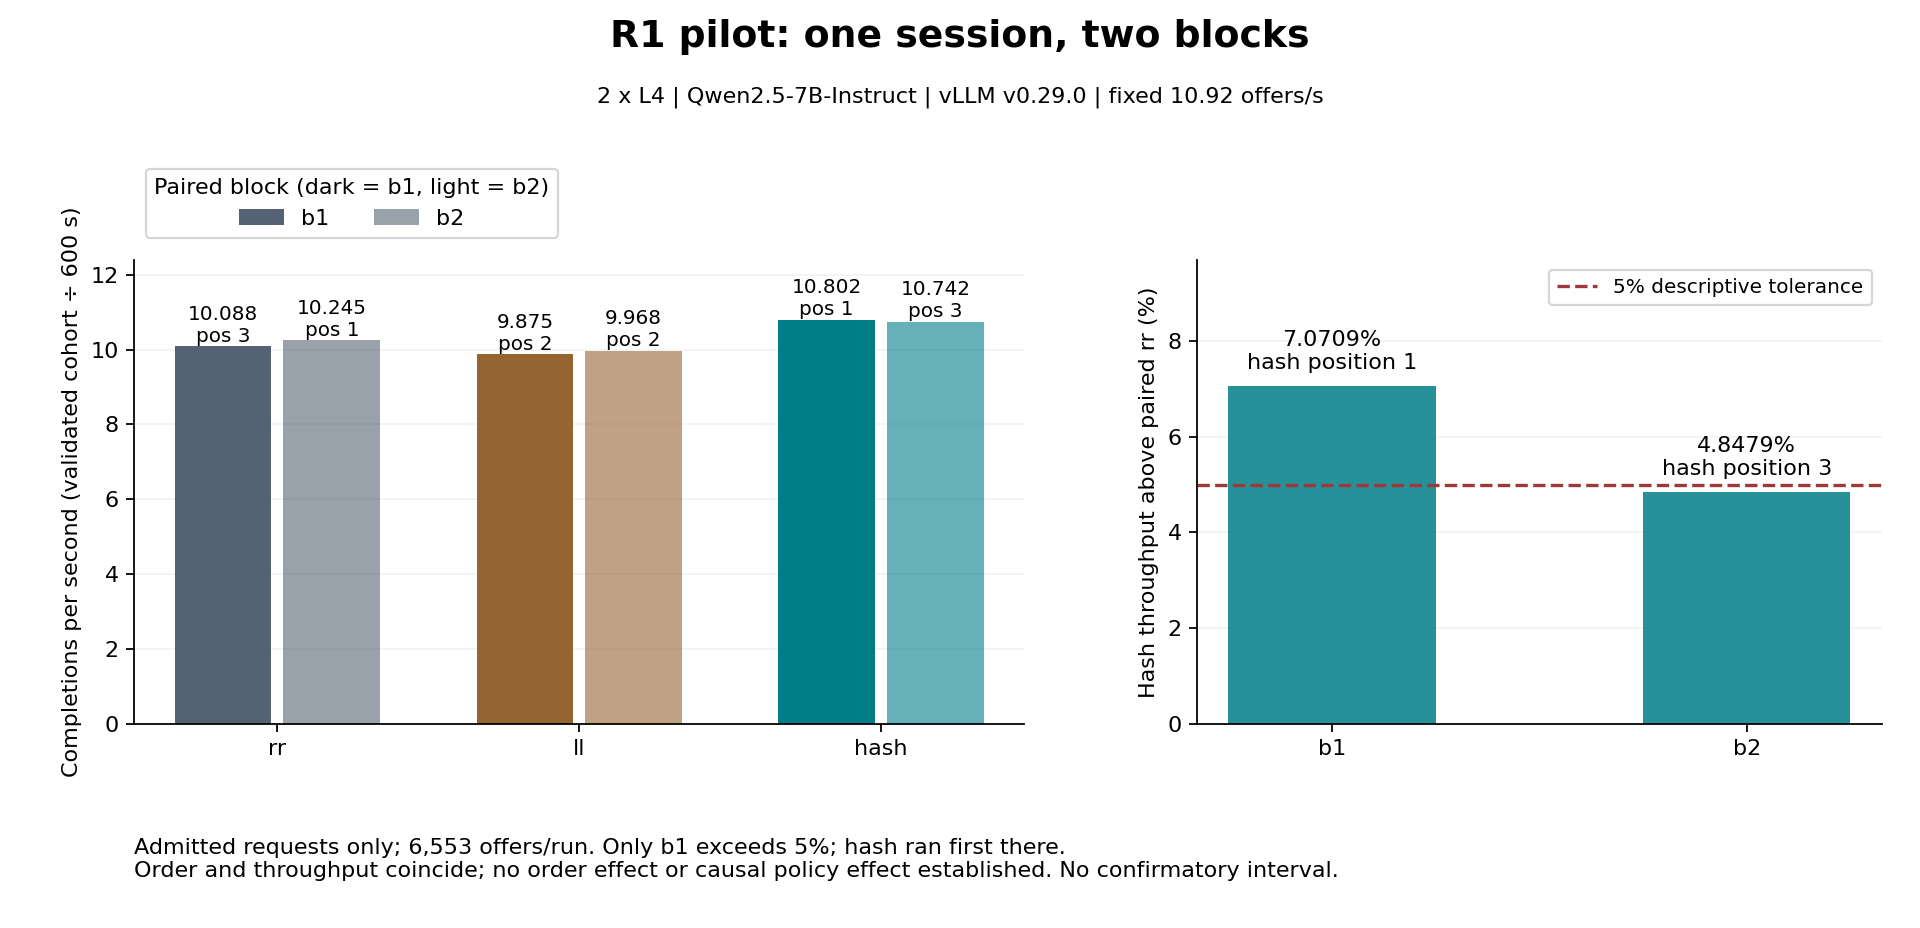 R1 pilot: one session, two blocks
2 x L4 | Qwen2.5-7B-Instruct | vLLM v0.29.0 | fixed 10.92 offers/s
Paired block (dark = b1, light = b2)
b1
b2
Completions per second (validated cohort ÷ 600 s)
12
10
8
6
4
2
0
10.088
pos 3
10.245
pos 1
9.875
pos 2
9.968
pos 2
10.802
pos 1
10.742
pos 3
rr
ll
hash
Hash throughput above paired rr (%)
8
6
4
2
0
5% descriptive tolerance
7.0709%
hash position 1
4.8479%
hash position 3
b1
b2
Admitted requests only; 6,553 offers/run. Only b1 exceeds 5%; hash ran first there.
Order and throughput coincide; no order effect or causal policy effect established. No confirmatory interval.